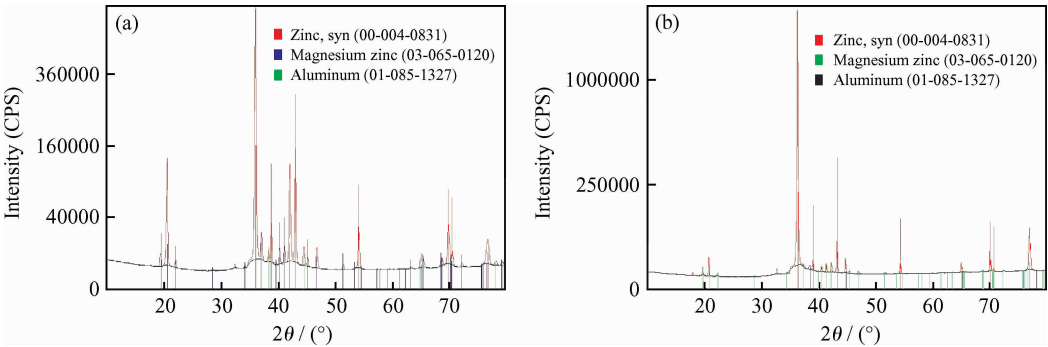 (a)
Zinc, syn (00-004-0831)
Magnesium zinc (03-065-0120)
Aluminum (01-085-1327)
Intensity (CPS)
360000
160000
40000
0
20
30
40
50
60
70
2θ / (°)
(b)
Zinc, syn (00-004-0831)
Magnesium zinc (03-065-0120)
Aluminum (01-085-1327)
Intensity (CPS)
1000000
250000
0
20
30
40
50
60
70
2θ / (°)